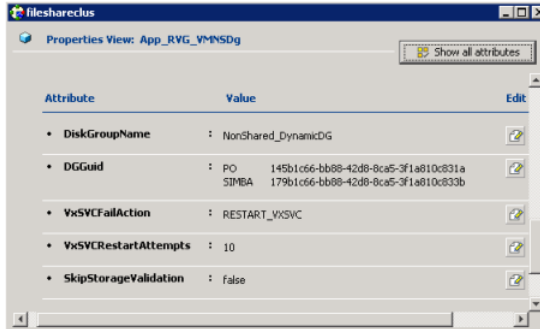 fileshareclus
Properties View: App_RVG_VMNSDg
Show all attributes
Attribute Value Edit
• DiskGroupName : NonShared_DynamicDG
• DGGuid : PO 145b1c66-bb88-42d8-8ca5-3f1a810c831a
SIMBA 179b1c66-bb88-42d8-8ca5-3f1a810c833b
• VxSVCFailAction : RESTART_VXSVC
• VxSVCRestartAttempts : 10
• SkipStorageValidation : false